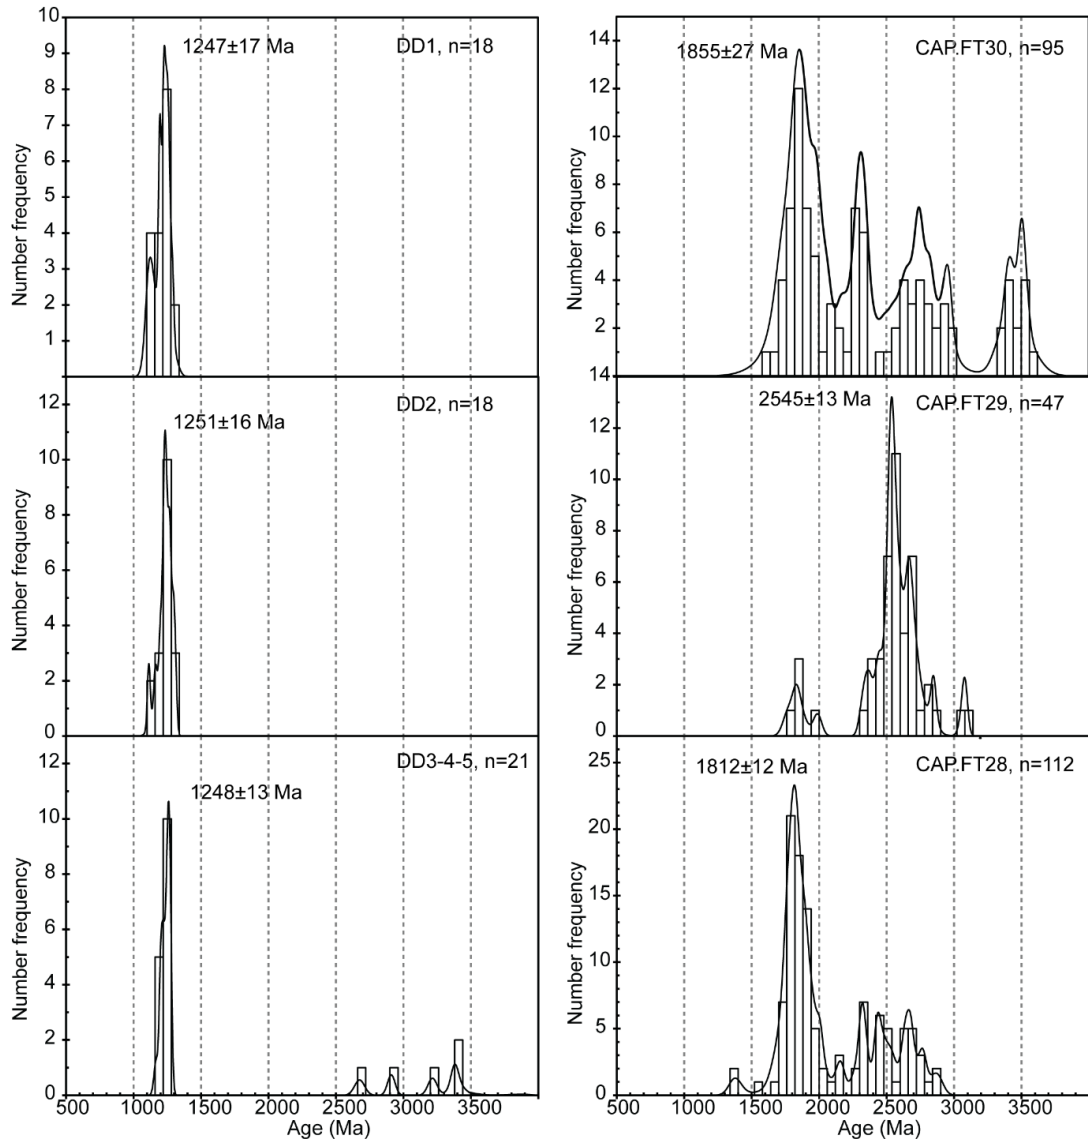 10
9
8
7
6
5
4
3
2
1
Number frequency
1247±17 Ma
DD1, n=18
12
10
8
6
4
2
0
Number frequency
1251±16 Ma
DD2, n=18
12
10
8
6
4
2
0
Number frequency
1248±13 Ma
DD3-4-5, n=21
500
1000
1500
2000
2500
3000
3500
Age (Ma)
14
12
10
8
6
4
2
Number frequency
1855±27 Ma
CAP.FT30, n=95
14
12
10
8
6
4
2
0
Number frequency
2545±13 Ma
CAP.FT29, n=47
25
20
15
10
5
0
Number frequency
1812±12 Ma
CAP.FT28, n=112
500
1000
1500
2000
2500
3000
3500
Age (Ma)